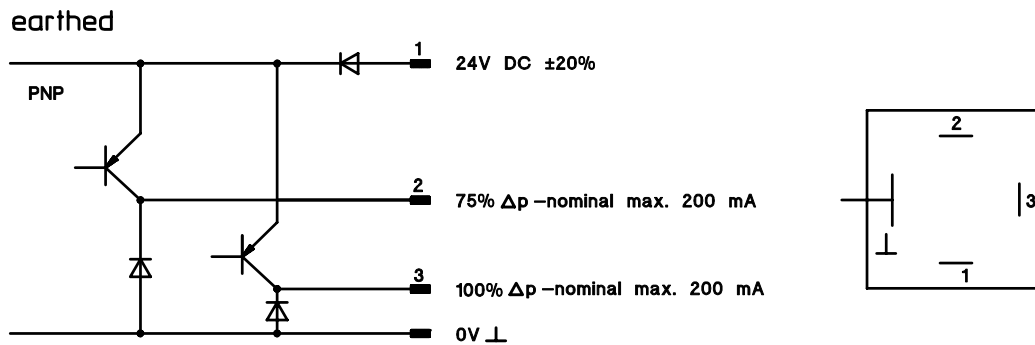 earthed
1
24V DC ±20%
PNP
2
75% Δp-nominal max. 200 mA
3
100% Δp-nominal max. 200 mA
0V ⊥
2
3
⊥
1